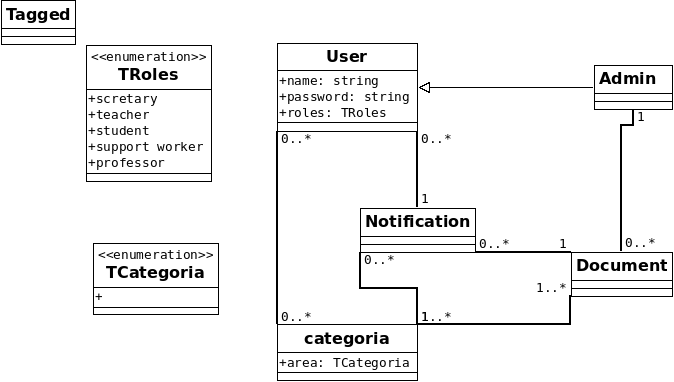 Tagged
<<enumeration>>
TRoles
+scretary
+teacher
+student
+support worker
+professor
User
+name: string
+password: string
+roles: TRoles
Admin
1
0..*
0..*
1
Notification
0..*
1
0..*
<<enumeration>>
TCategoria
+
0..*
Document
1..*
0..*
1..*
categoria
+area: TCategoria